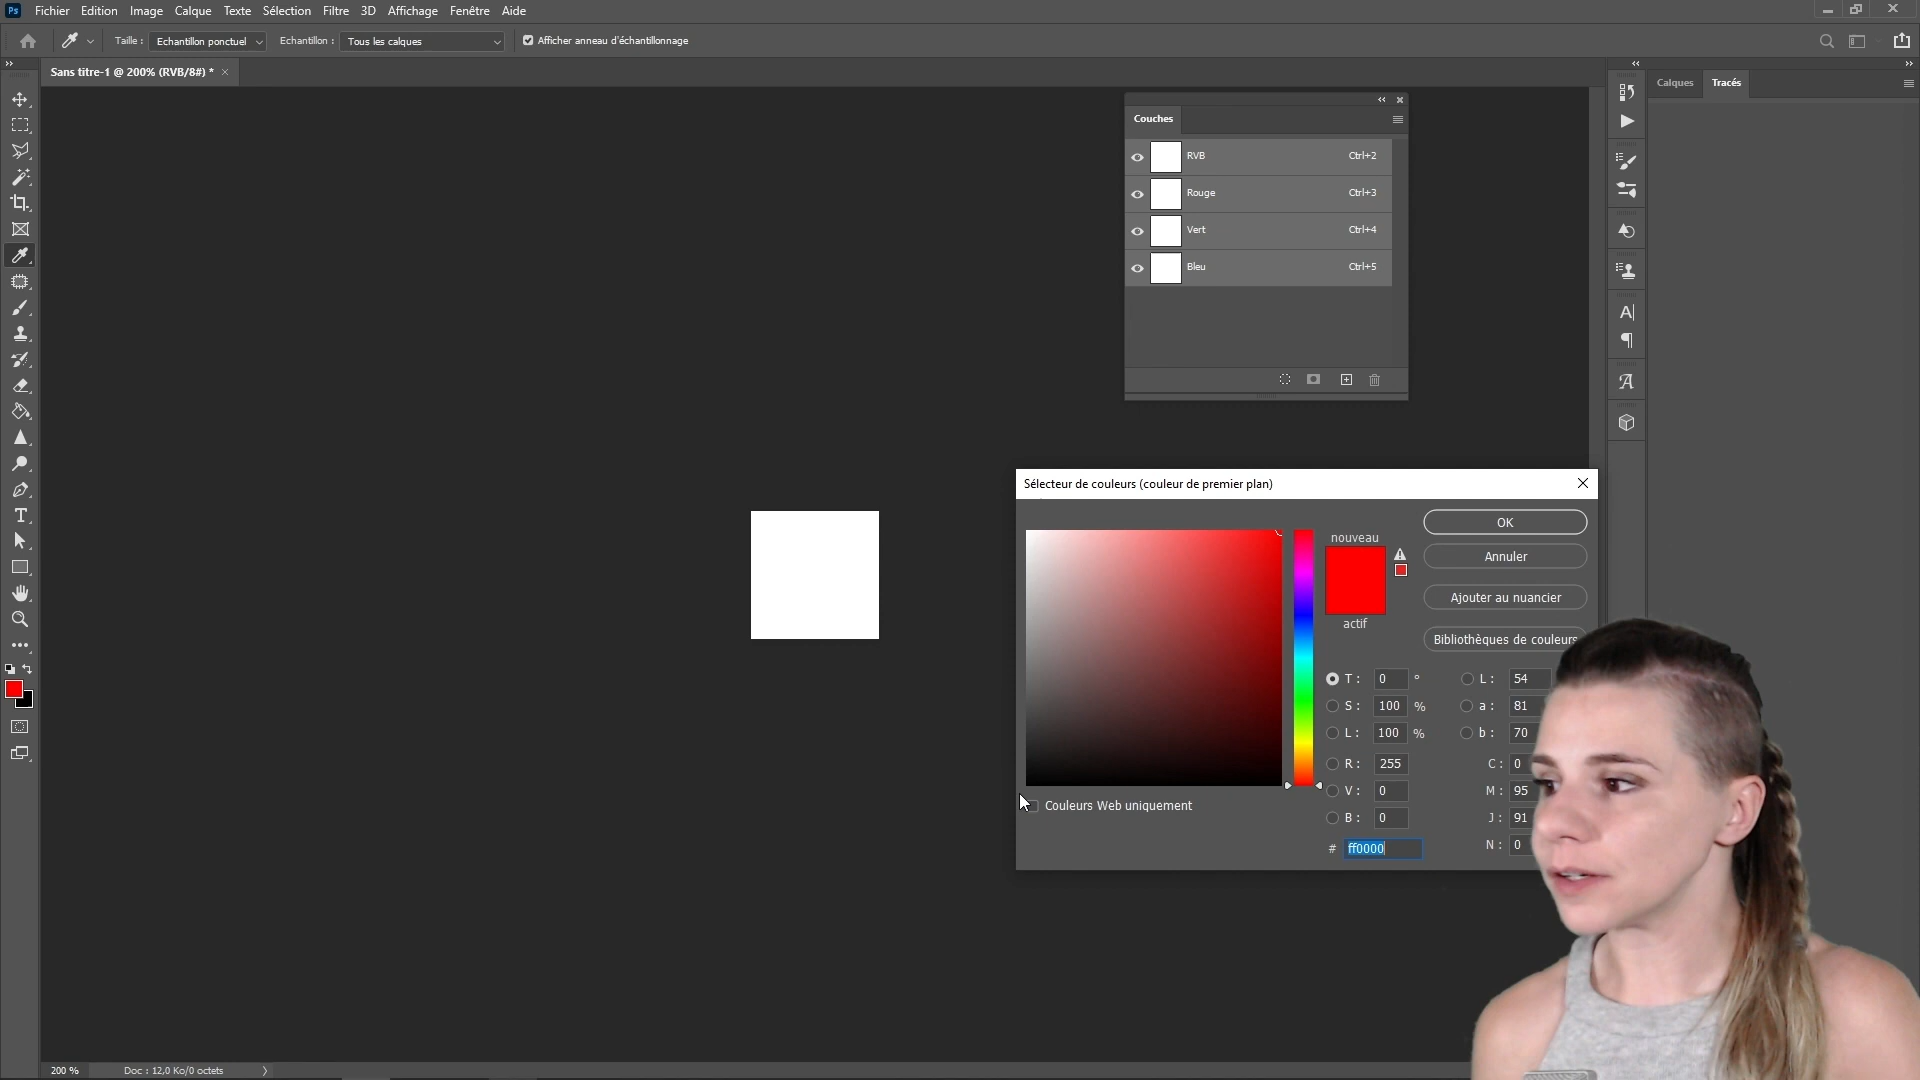 Ps Fichier Edition Image Calque Texte Sélection Filtre 3D Affichage Fenêtre Aide
Taille : Echantillon ponctuel Echantillon : Tous les calques Afficher anneau d'échantillonnage
Sans titre-1 @ 200% (RVB/8#) *
Calques Tracés
Couches
RVB Ctrl+2
Rouge Ctrl+3
Vert Ctrl+4
Bleu Ctrl+5
Sélecteur de couleurs (couleur de premier plan)
nouveau
actif
OK
Annuler
Ajouter au nuancier
Bibliothèques de couleurs
T : 0 ° L : 54
S : 100 % a : 81
L : 100 % b : 70
R : 255 C : 0
V : 0 M : 95
B : 0 J : 91
# ff0000 N : 0
Couleurs Web uniquement
200 % Doc : 12,0 Ko/0 octets